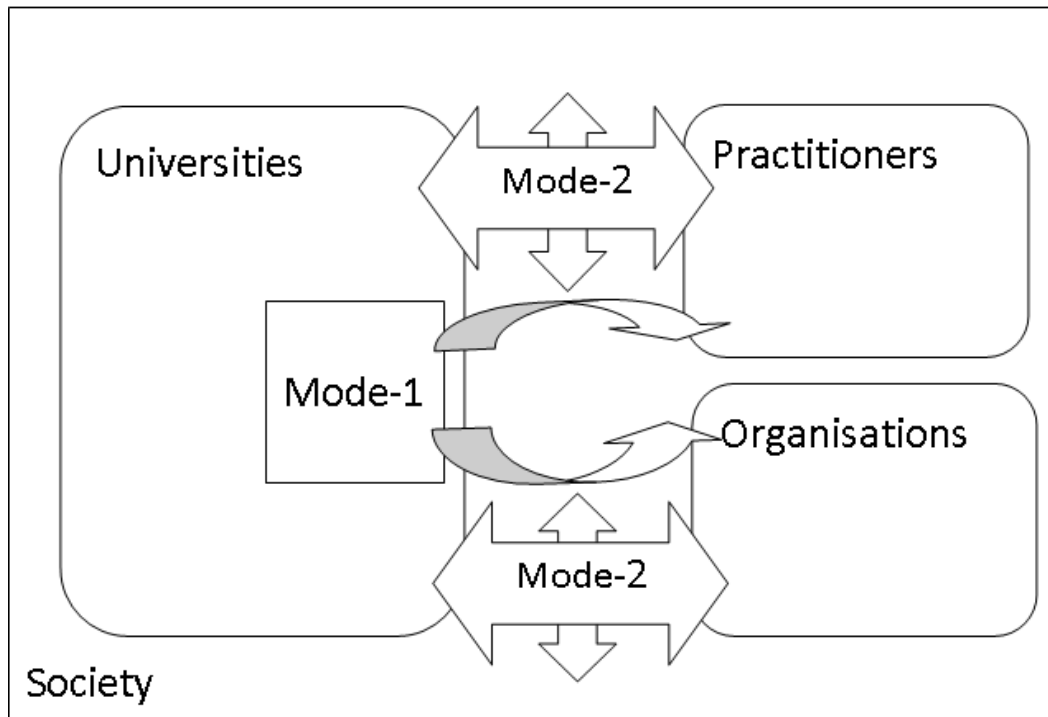 Universities
Mode-2
Practitioners
Mode-1
Organisations
Mode-2
Society